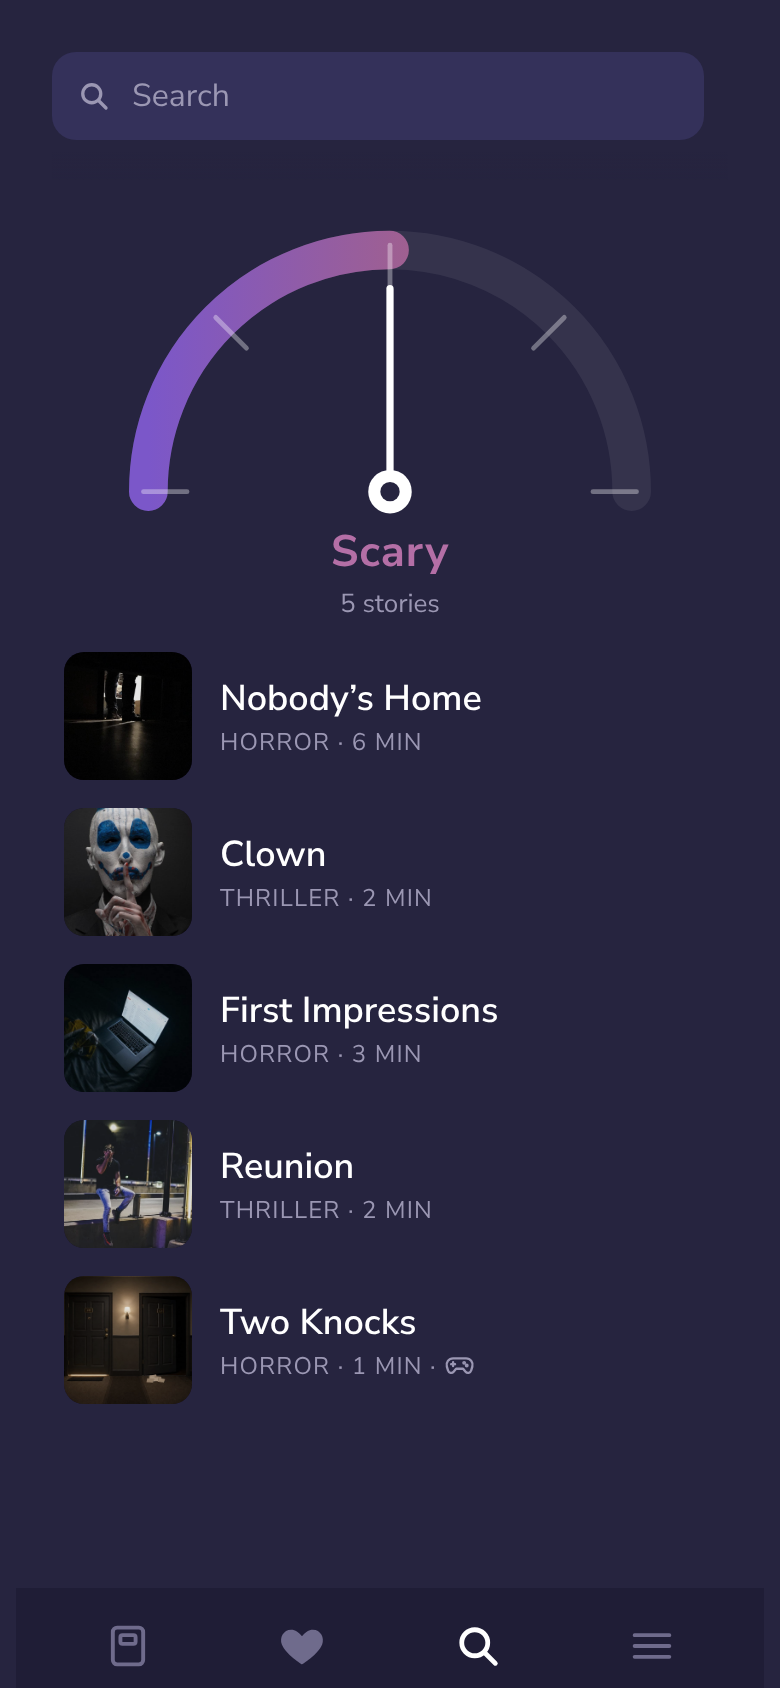 Search
Scary
5 stories
Nobody’s Home
HORROR · 6 MIN
Clown
THRILLER · 2 MIN
First Impressions
HORROR · 3 MIN
Reunion
THRILLER · 2 MIN
Two Knocks
HORROR · 1 MIN ·